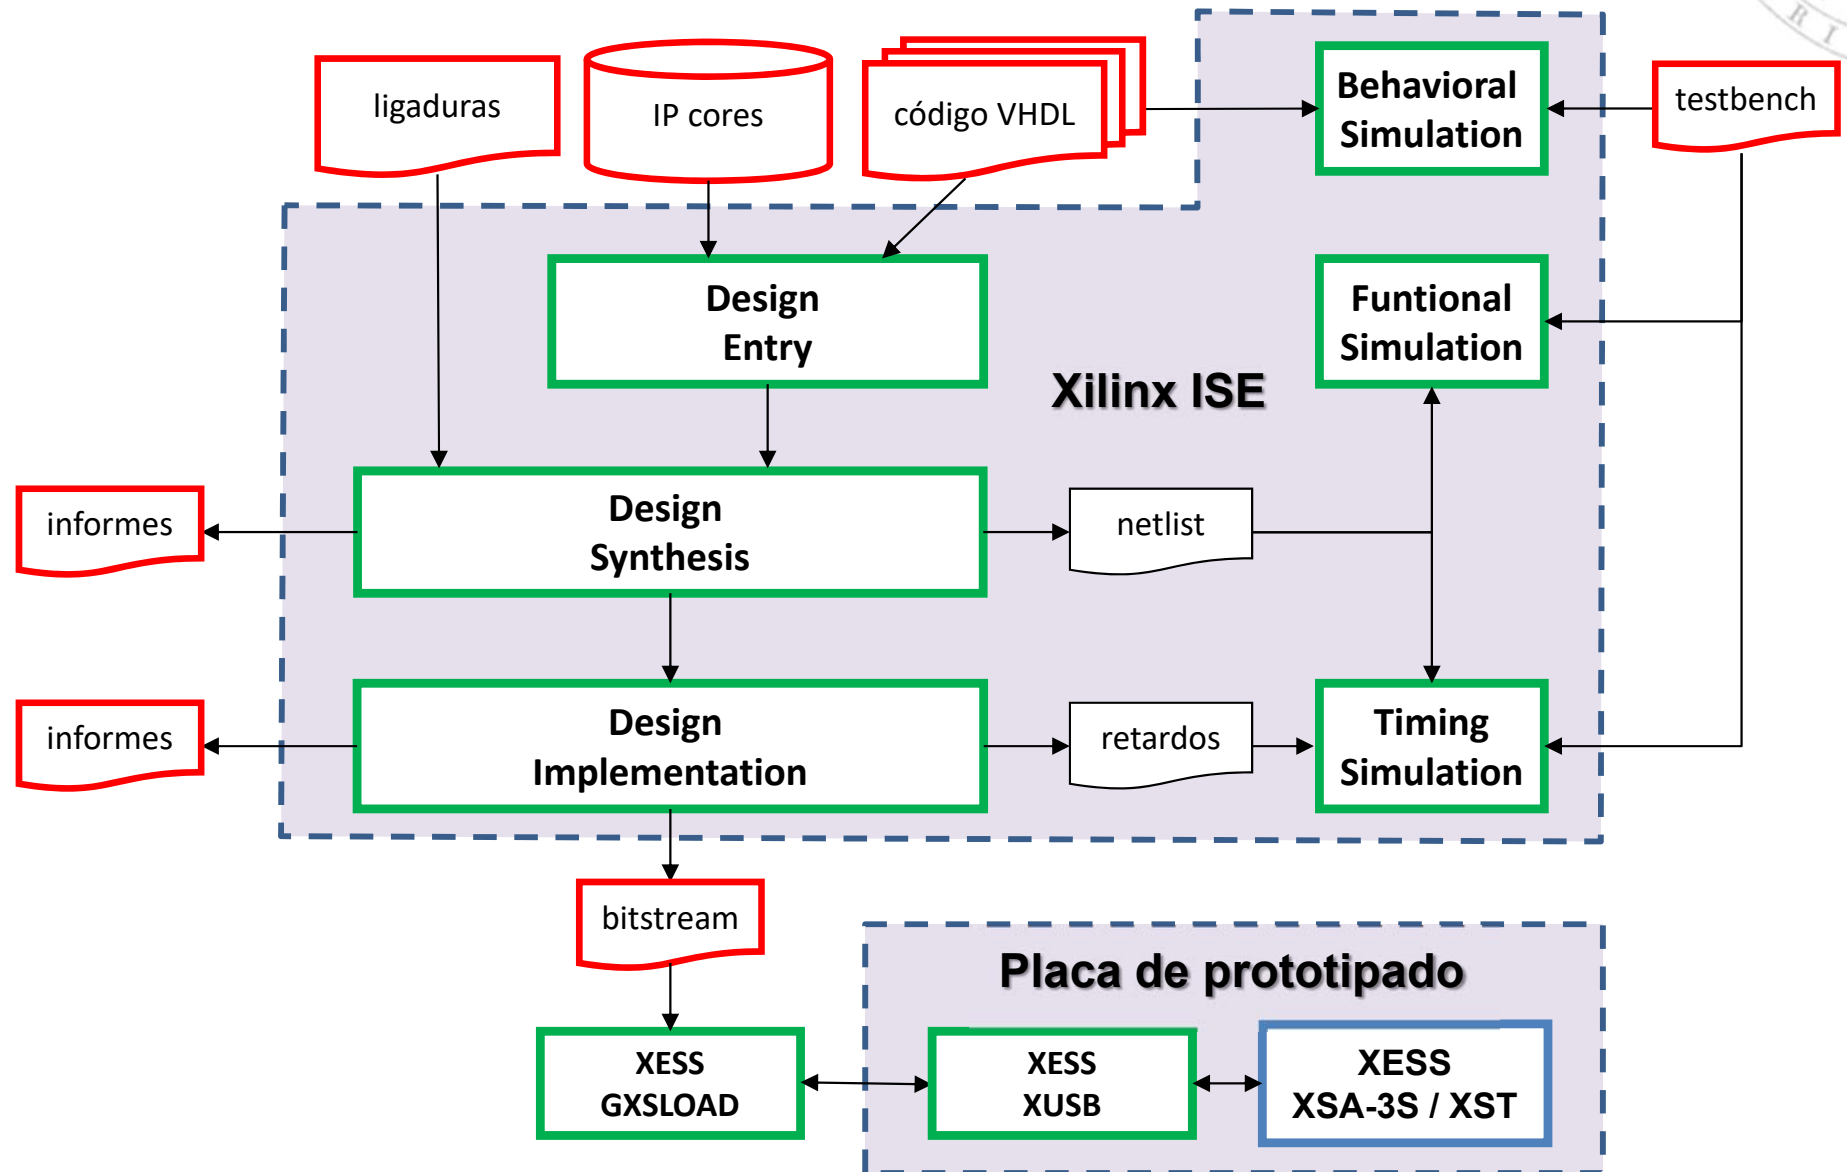 R I
ligaduras
IP cores
código VHDL
Behavioral
Simulation
testbench
Design
Entry
Funtional
Simulation
Xilinx ISE
informes
Design
Synthesis
netlist
informes
Design
Implementation
retardos
Timing
Simulation
bitstream
Placa de prototipado
XESS
GXSLOAD
XESS
XUSB
XESS
XSA-3S / XST